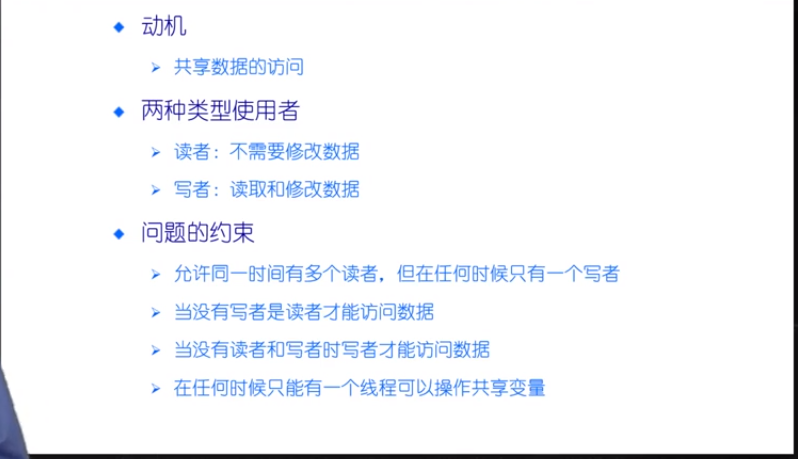 动机
共享数据的访问
两种类型使用者
读者：不需要修改数据
写者：读取和修改数据
问题的约束
允许同一时间有多个读者，但在任何时候只有一个写者
当没有写者是读者才能访问数据
当没有读者和写者时写者才能访问数据
在任何时候只能有一个线程可以操作共享变量